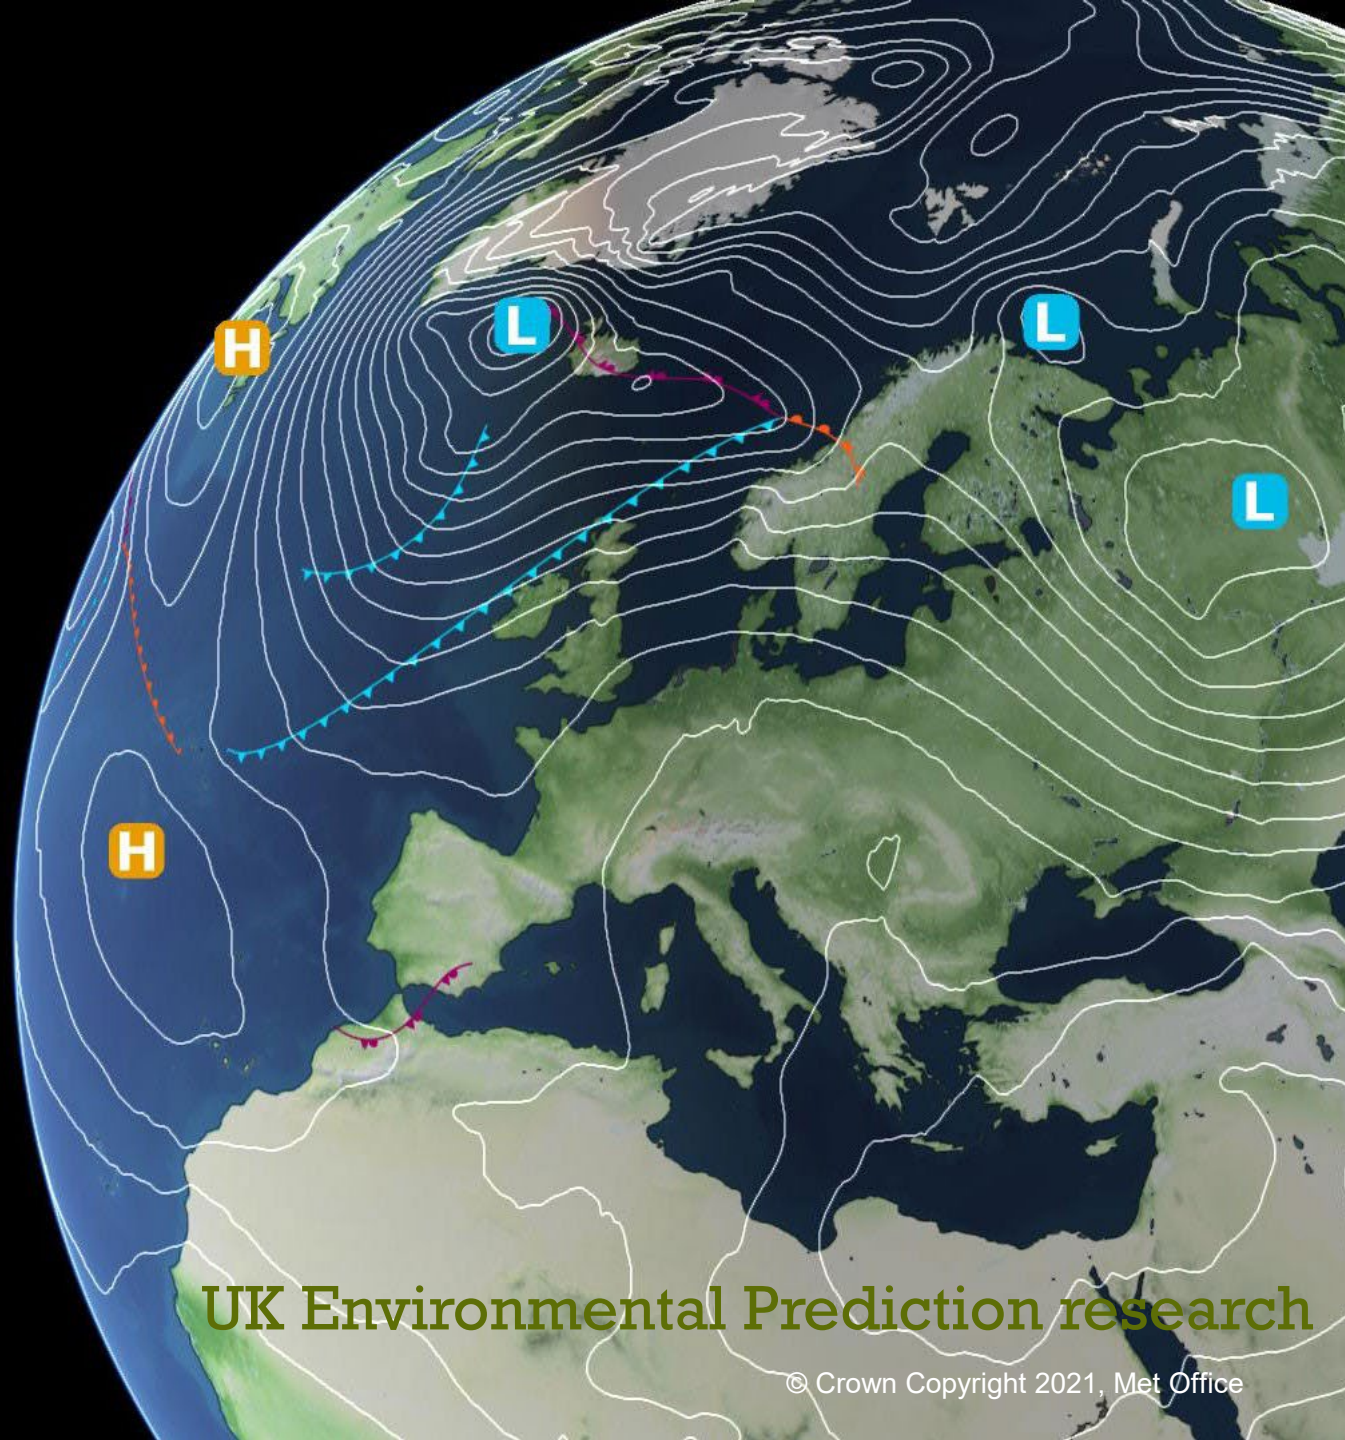 L
L
H
L
H
UK Environmental Prediction research
© Crown Copyright 2021, Met Office